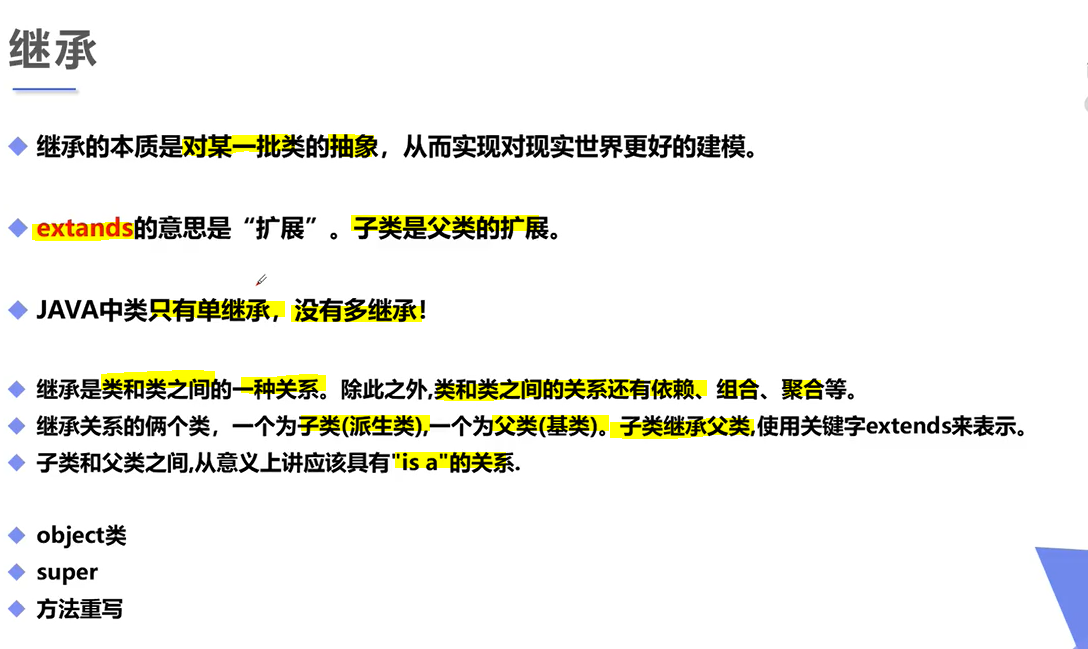 继承
继承的本质是对某一批类的抽象，从而实现对现实世界更好的建模。
extands的意思是“扩展”。子类是父类的扩展。
JAVA中类只有单继承，没有多继承！
继承是类和类之间的一种关系。除此之外,类和类之间的关系还有依赖、组合、聚合等。
继承关系的俩个类，一个为子类(派生类),一个为父类(基类)。子类继承父类,使用关键字extends来表示。
子类和父类之间,从意义上讲应该具有"is a"的关系.
object类
super
方法重写